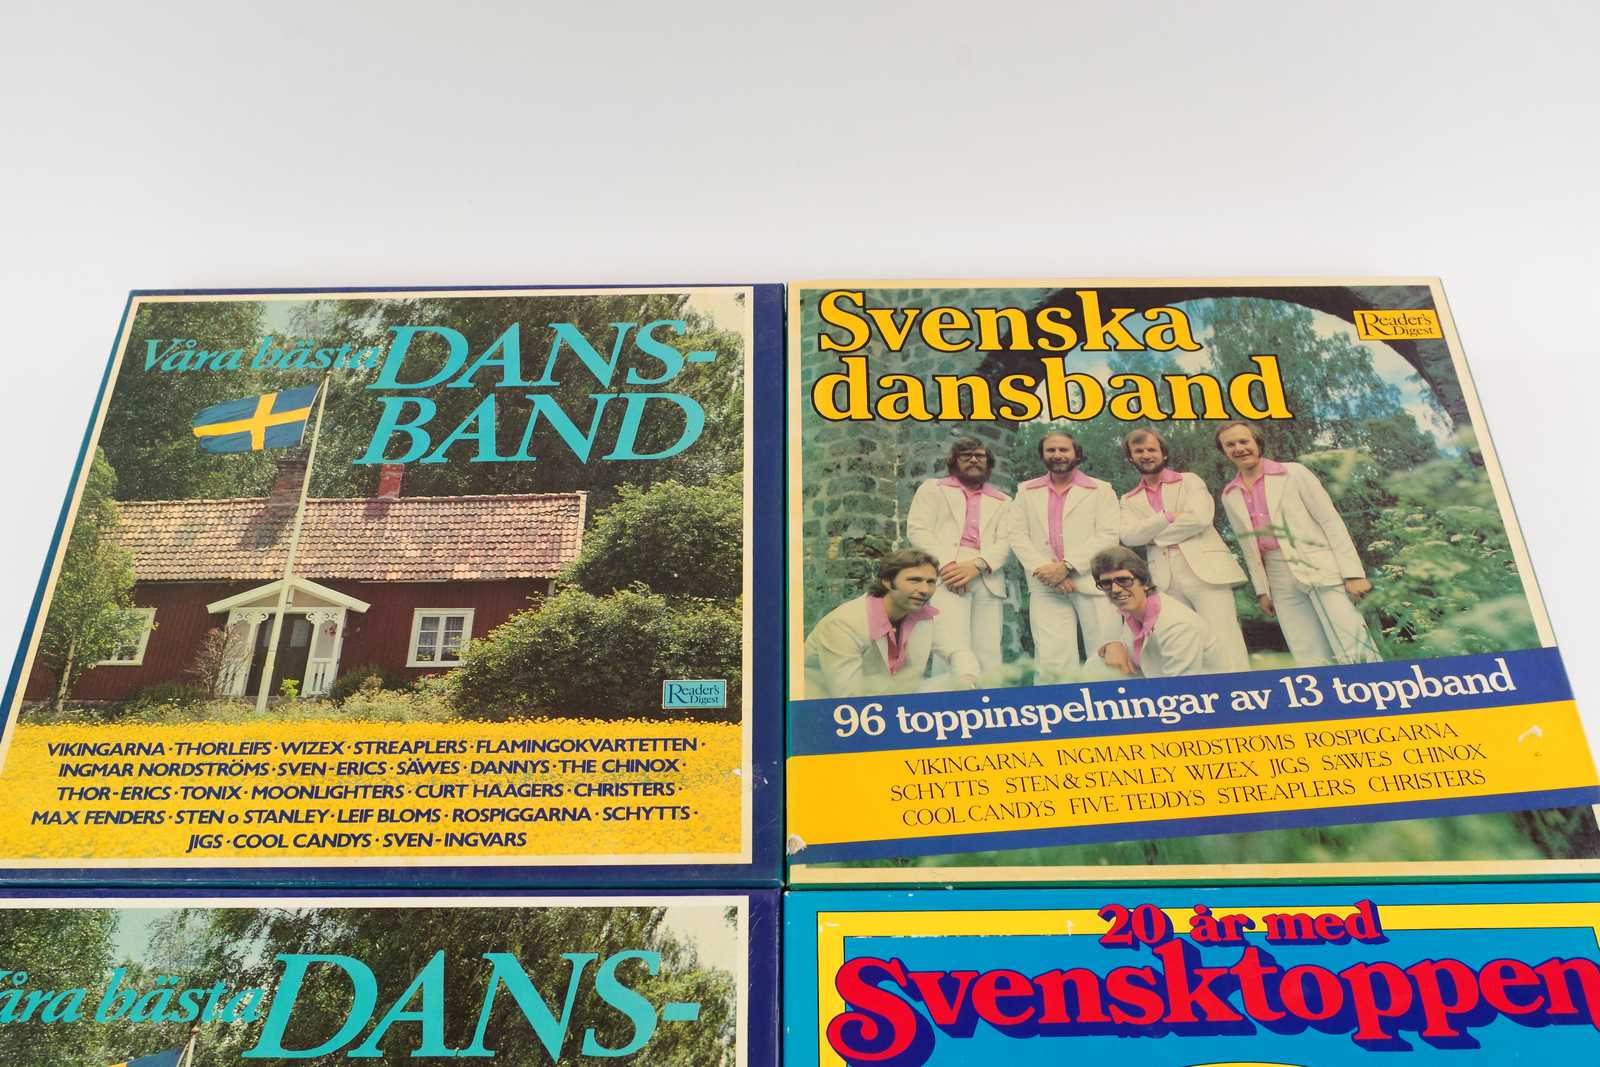 Våra bästa DANS-
BAND
Reader's
Digest
VIKINGARNA · THORLEIFS · WIZEX · STREAPLERS · FLAMINGOKVARTETTEN ·
INGMAR NORDSTRÖMS · SVEN-ERICS · SÄWES · DANNYS · THE CHINOX ·
THOR-ERICS · TONIX · MOONLIGHTERS · CURT HAAGERS · CHRISTERS ·
MAX FENDERS · STEN o STANLEY · LEIF BLOMS · ROSPIGGARNA · SCHYTTS ·
JIGS · COOL CANDYS · SVEN-INGVARS
Svenska
dansband
Reader's
Digest
96 toppinspelningar av 13 toppband
VIKINGARNA INGMAR NORDSTRÖMS ROSPIGGARNA
SCHYTTS STEN & STANLEY WIZEX JIGS SÄWES CHINOX
COOL CANDYS FIVE TEDDYS STREAPLERS CHRISTERS
Våra bästa DANS-
20 år med
Svensktoppen